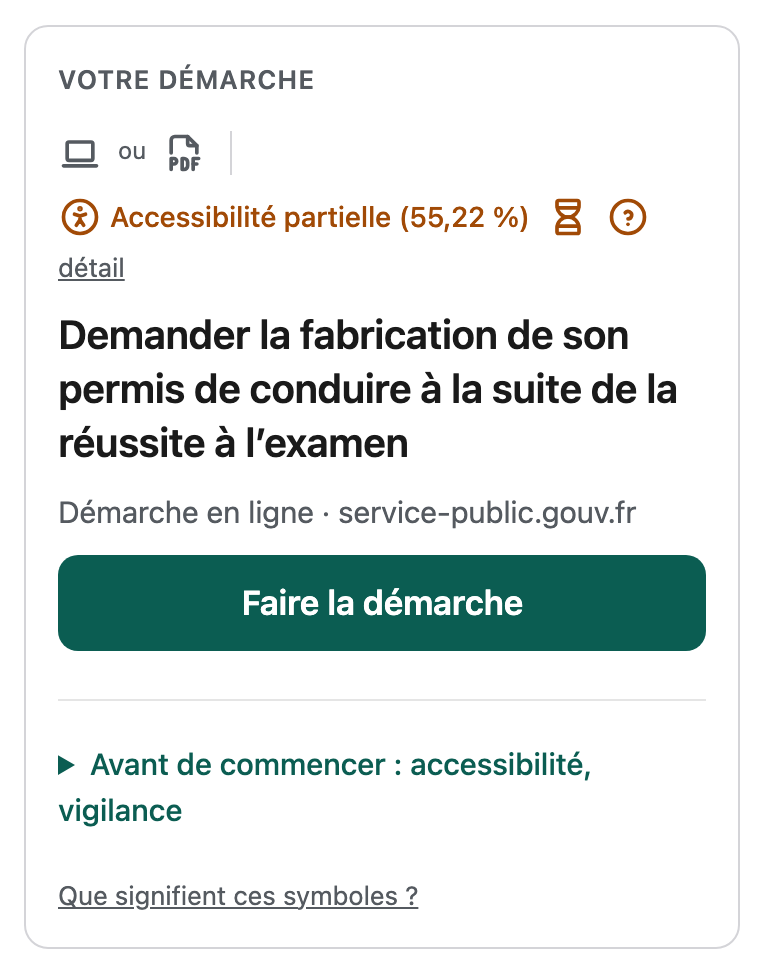 VOTRE DÉMARCHE
ou PDF
Accessibilité partielle (55,22 %) ?
détail
Demander la fabrication de son
permis de conduire à la suite de la
réussite à l’examen
Démarche en ligne · service-public.gouv.fr
Faire la démarche
Avant de commencer : accessibilité,
vigilance
Que signifient ces symboles ?